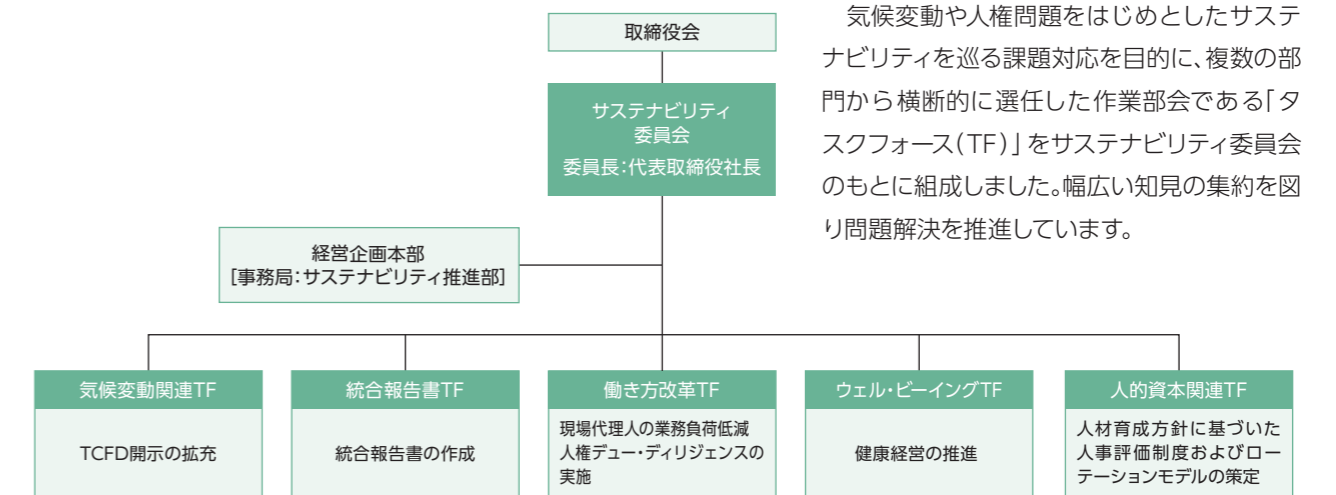 取締役会
サステナビリティ
委員会
委員長：代表取締役社長
気候変動や人権問題をはじめとしたサステ
ナビリティを巡る課題対応を目的に、複数の部
門から横断的に選任した作業部会である「タ
スクフォース（TF）」をサステナビリティ委員会
のもとに組成しました。幅広い知見の集約を図
り問題解決を推進しています。
経営企画本部
［事務局：サステナビリティ推進部］
気候変動関連TF
TCFD開示の拡充
統合報告書TF
統合報告書の作成
働き方改革TF
現場代理人の業務負荷低減
人権デュー・ディリジェンスの
実施
ウェル・ビーイングTF
健康経営の推進
人的資本関連TF
人材育成方針に基づいた
人事評価制度およびロー
テーションモデルの策定